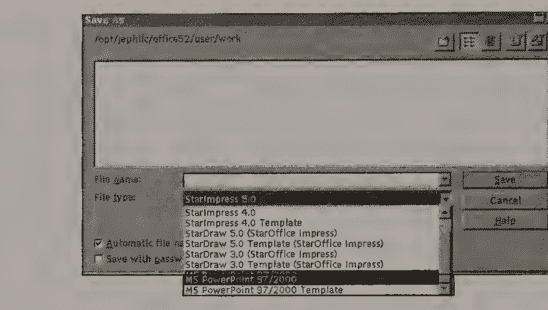 Save As
/opt/jephilc/office52/user/work
File name:
Save
File type:
StarImpress 5.0
Cancel
StarImpress 4.0
StarImpress 4.0 Template
Help
StarDraw 5.0 (StarOffice Impress)
Automatic file na
StarDraw 5.0 Template (StarOffice Impress)
StarDraw 3.0 (StarOffice Impress)
Save with passw
StarDraw 3.0 Template (StarOffice Impress)
MS PowerPoint 97/2000
MS PowerPoint 97/2000 Template